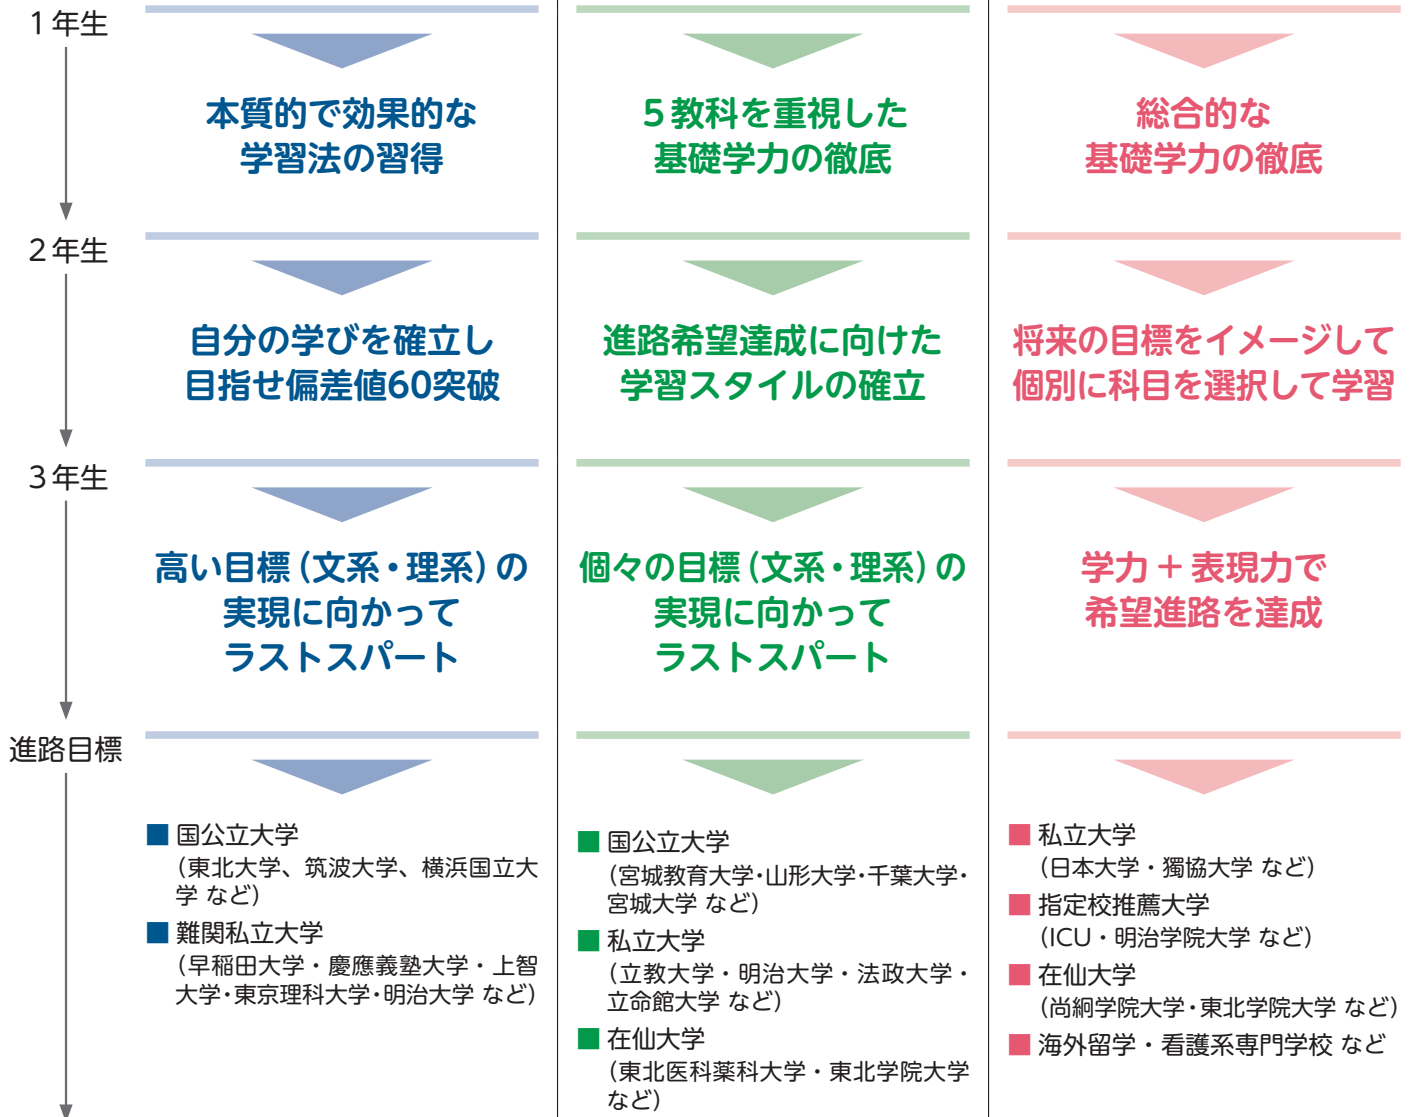 1年生
本質的で効果的な
学習法の習得
5教科を重視した
基礎学力の徹底
総合的な
基礎学力の徹底
2年生
自分の学びを確立し
目指せ偏差値60突破
進路希望達成に向けた
学習スタイルの確立
将来の目標をイメージして
個別に科目を選択して学習
3年生
高い目標（文系・理系）の
実現に向かって
ラストスパート
個々の目標（文系・理系）の
実現に向かって
ラストスパート
学力＋表現力で
希望進路を達成
進路目標
■ 国公立大学
（東北大学、筑波大学、横浜国立大
学 など）
■ 難関私立大学
（早稲田大学・慶應義塾大学・上智
大学・東京理科大学・明治大学 など）
■ 国公立大学
（宮城教育大学・山形大学・千葉大学・
宮城大学 など）
■ 私立大学
（立教大学・明治大学・法政大学・
立命館大学 など）
■ 在仙大学
（東北医科薬科大学・東北学院大学
など）
■ 私立大学
（日本大学・獨協大学 など）
■ 指定校推薦大学
（ICU・明治学院大学 など）
■ 在仙大学
（尚絅学院大学・東北学院大学 など）
■ 海外留学・看護系専門学校 など